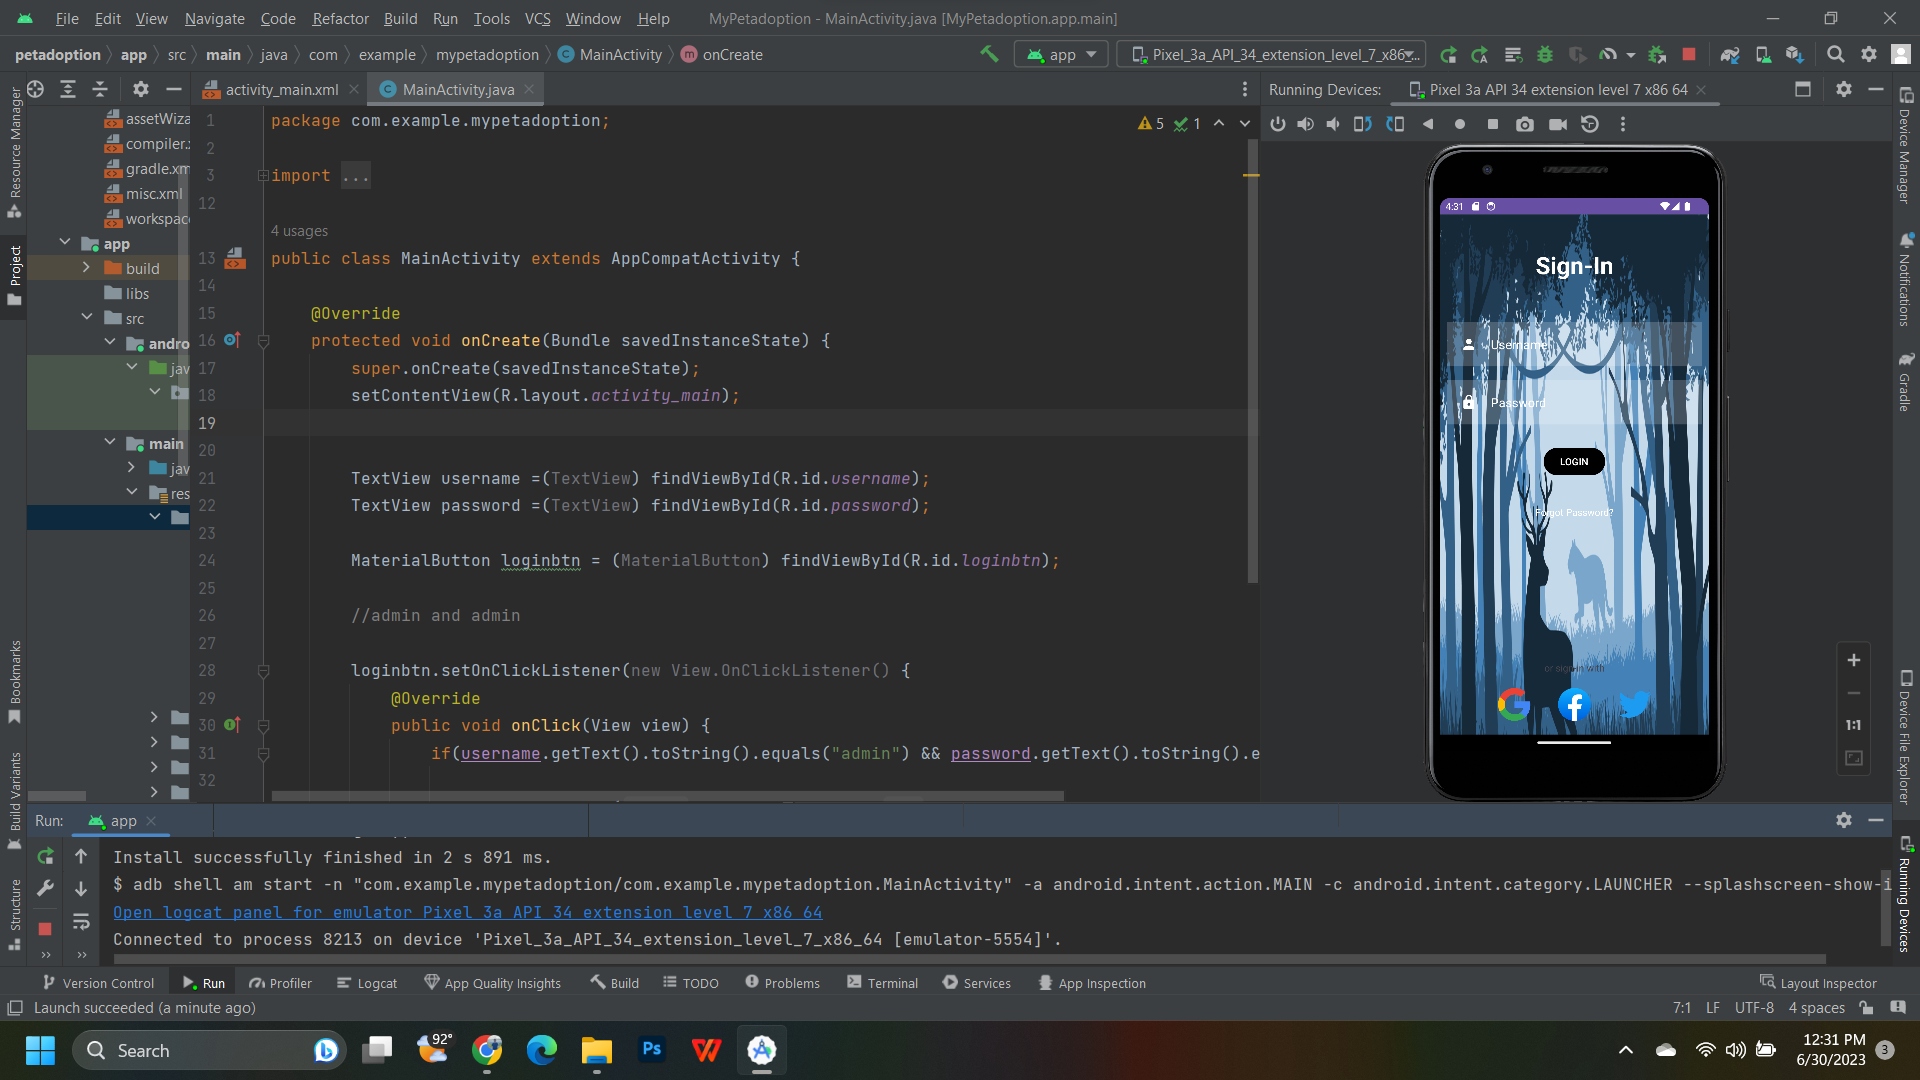 File Edit View Navigate Code Refactor Build Run Tools VCS Window Help MyPetadoption - MainActivity.java [MyPetadoption.app.main]
petadoption app src main java com example mypetadoption MainActivity onCreate app Pixel_3a_API_34_extension_level_7_x86...
activity_main.xml MainActivity.java Running Devices: Pixel 3a API 34 extension level 7 x86 64
Resource Manager
Project
Bookmarks
Build Variants
Structure
assetWiza
compiler.x
gradle.xm
misc.xml
workspac
app
build
libs
src
andro
jav
main
jav
res
5 1
1 package com.example.mypetadoption;
2
3 import ...
12
4 usages
13 public class MainActivity extends AppCompatActivity {
14
15 @Override
16 protected void onCreate(Bundle savedInstanceState) {
17 super.onCreate(savedInstanceState);
18 setContentView(R.layout.activity_main);
19
20
21 TextView username =(TextView) findViewById(R.id.username);
22 TextView password =(TextView) findViewById(R.id.password);
23
24 MaterialButton loginbtn = (MaterialButton) findViewById(R.id.loginbtn);
25
26 //admin and admin
27
28 loginbtn.setOnClickListener(new View.OnClickListener() {
29 @Override
30 public void onClick(View view) {
31 if(username.getText().toString().equals("admin") && password.getText().toString().e
32
4:31
Sign-In
Username
Password
LOGIN
Forgot Password?
or sign-in with
1:1
Device Manager
Notifications
Gradle
Device File Explorer
Running Devices
Run: app
Install successfully finished in 2 s 891 ms.
$ adb shell am start -n "com.example.mypetadoption/com.example.mypetadoption.MainActivity" -a android.intent.action.MAIN -c android.intent.category.LAUNCHER --splashscreen-show-i
Open logcat panel for emulator Pixel 3a API 34 extension level 7 x86 64
Connected to process 8213 on device 'Pixel_3a_API_34_extension_level_7_x86_64 [emulator-5554]'.
Version Control Run Profiler Logcat App Quality Insights Build TODO Problems Terminal Services App Inspection Layout Inspector
Launch succeeded (a minute ago) 7:1 LF UTF-8 4 spaces
Search 92° Ps 12:31 PM
6/30/2023 3